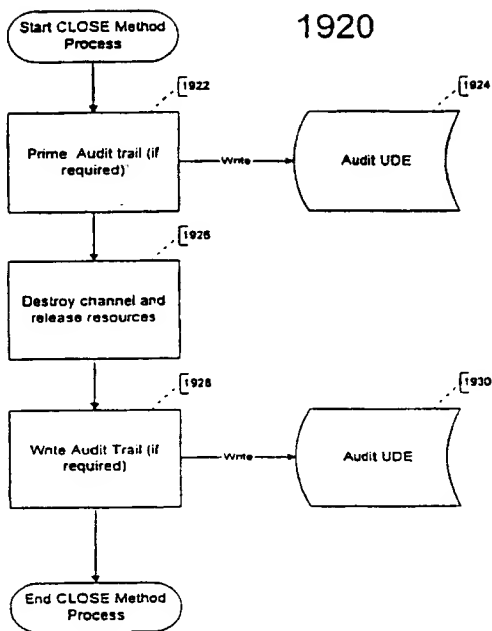 Start CLOSE Method
Process
1920
1922
1924
Prime Audit trail (if
required)
Write
Audit UDE
1926
Destroy channel and
release resources
1928
1930
Write Audit Trail (if
required)
Write
Audit UDE
End CLOSE Method
Process